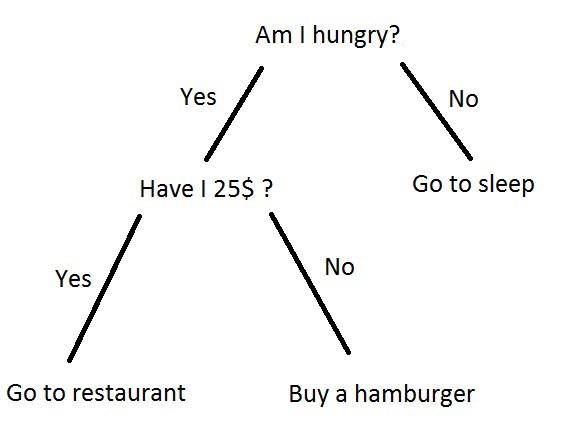 Am I hungry?
Yes
No
Have I 25$ ?
Go to sleep
Yes
No
Go to restaurant
Buy a hamburger